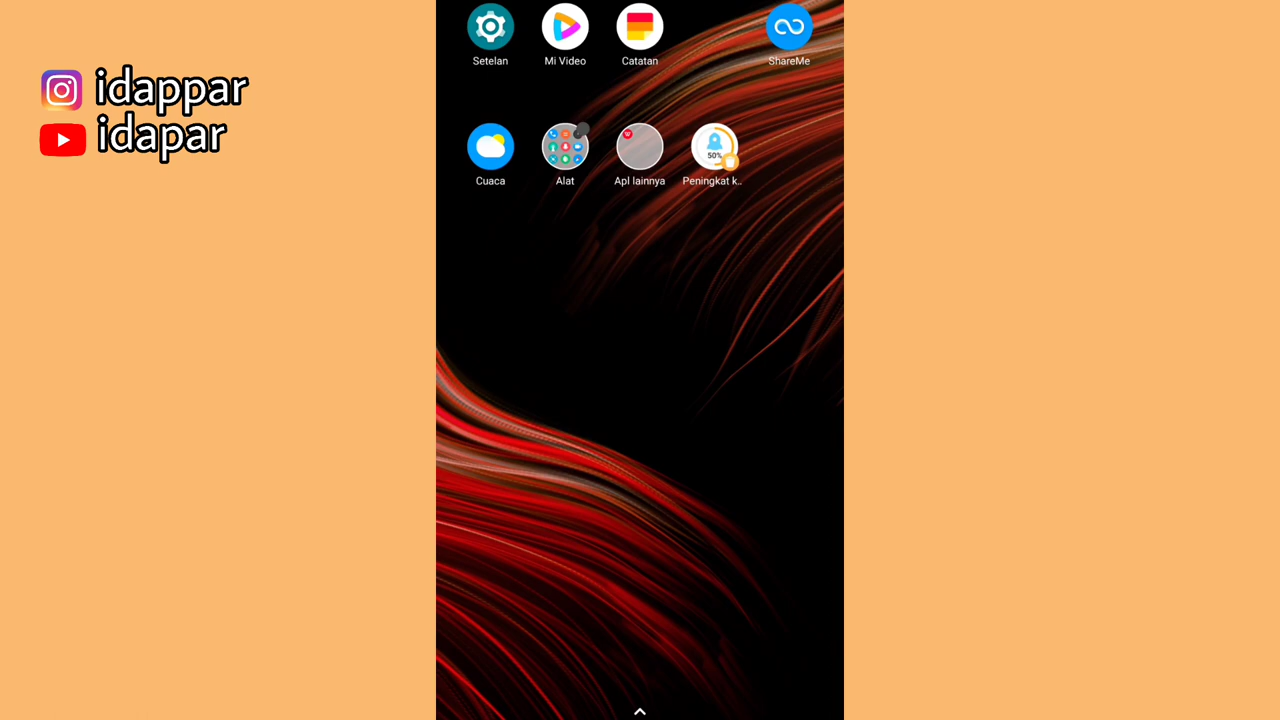 idappar
idapar
Setelan
Mi Video
Catatan
ShareMe
Cuaca
Alat
Apl lainnya
50%
Peningkat k..